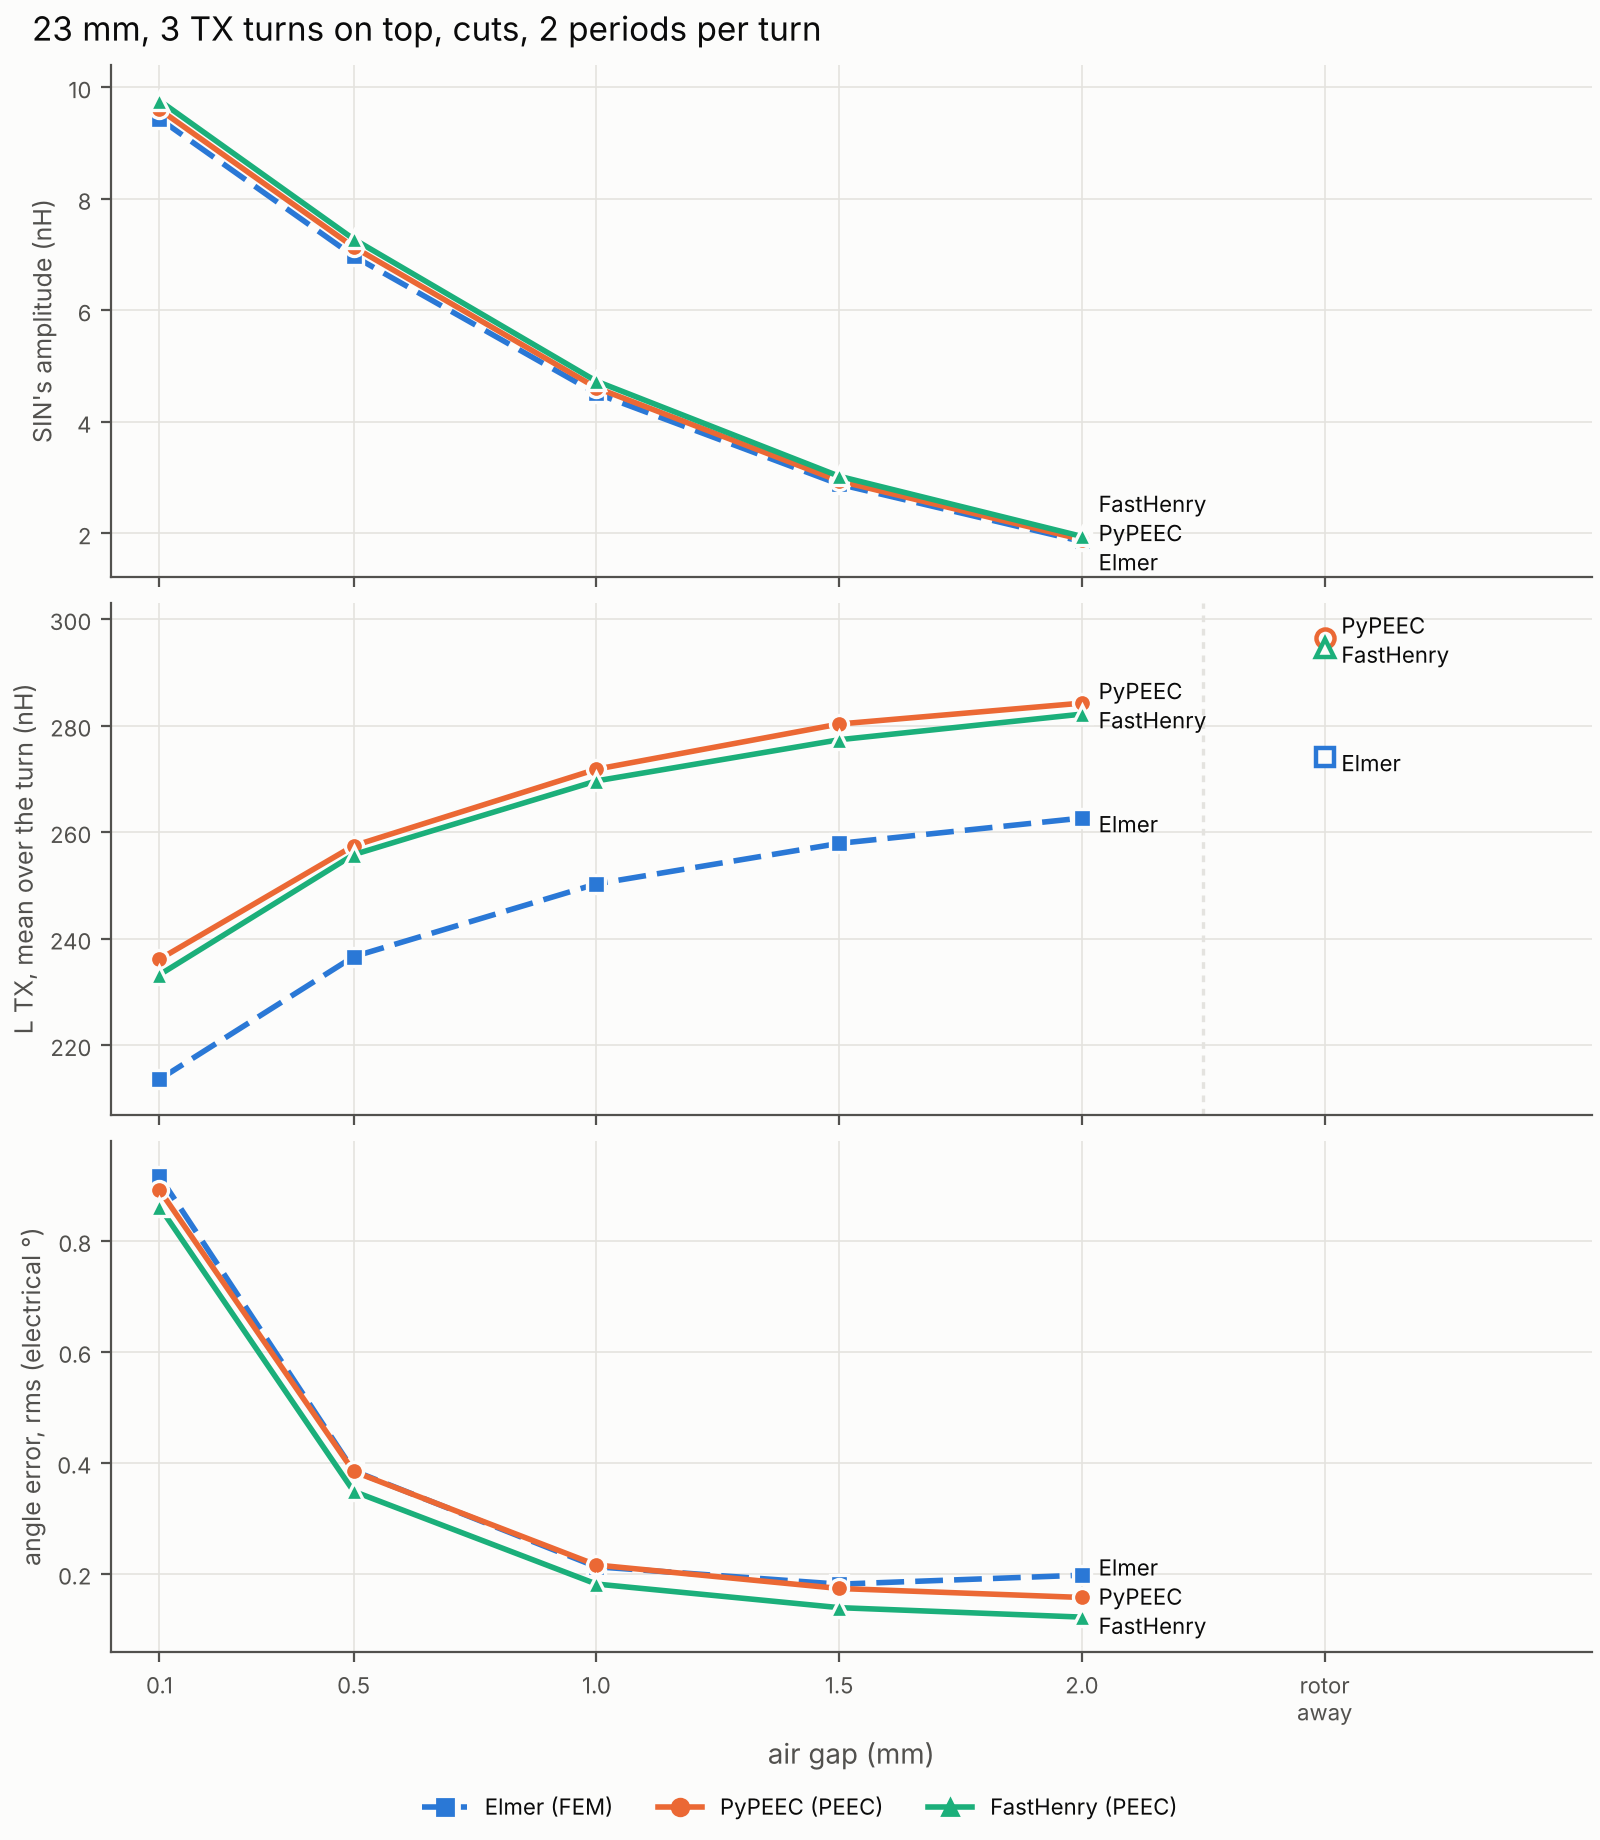 23 mm, 3 TX turns on top, cuts, 2 periods per turn
10
8
6
4
2
SIN's amplitude (nH)
FastHenry
PyPEEC
Elmer
300
280
260
240
220
L TX, mean over the turn (nH)
PyPEEC
FastHenry
Elmer
PyPEEC
FastHenry
Elmer
0.8
0.6
0.4
0.2
angle error, rms (electrical °)
Elmer
PyPEEC
FastHenry
0.1
0.5
1.0
1.5
2.0
rotor
away
air gap (mm)
Elmer (FEM)
PyPEEC (PEEC)
FastHenry (PEEC)